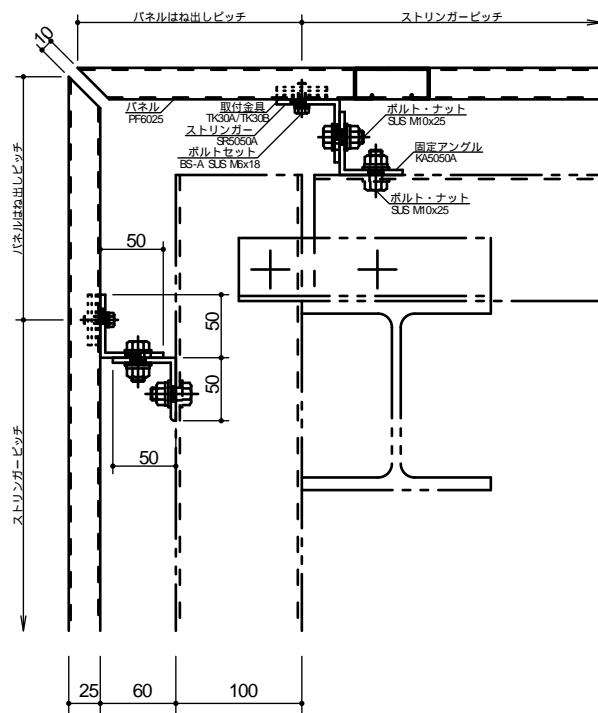 パネルはね出しピッチ
ストリンガーピッチ
10
パネル
PF6025
取付金具
TK30A/TK30B
ストリンガー
SR5050A
ボルトセット
BS-A SUS M6x18
ボルト・ナット
SUS M10x25
固定アングル
KA5050A
ボルト・ナット
SUS M10x25
パネルはね出しピッチ
ストリンガーピッチ
50
50
50
50
25
60
100